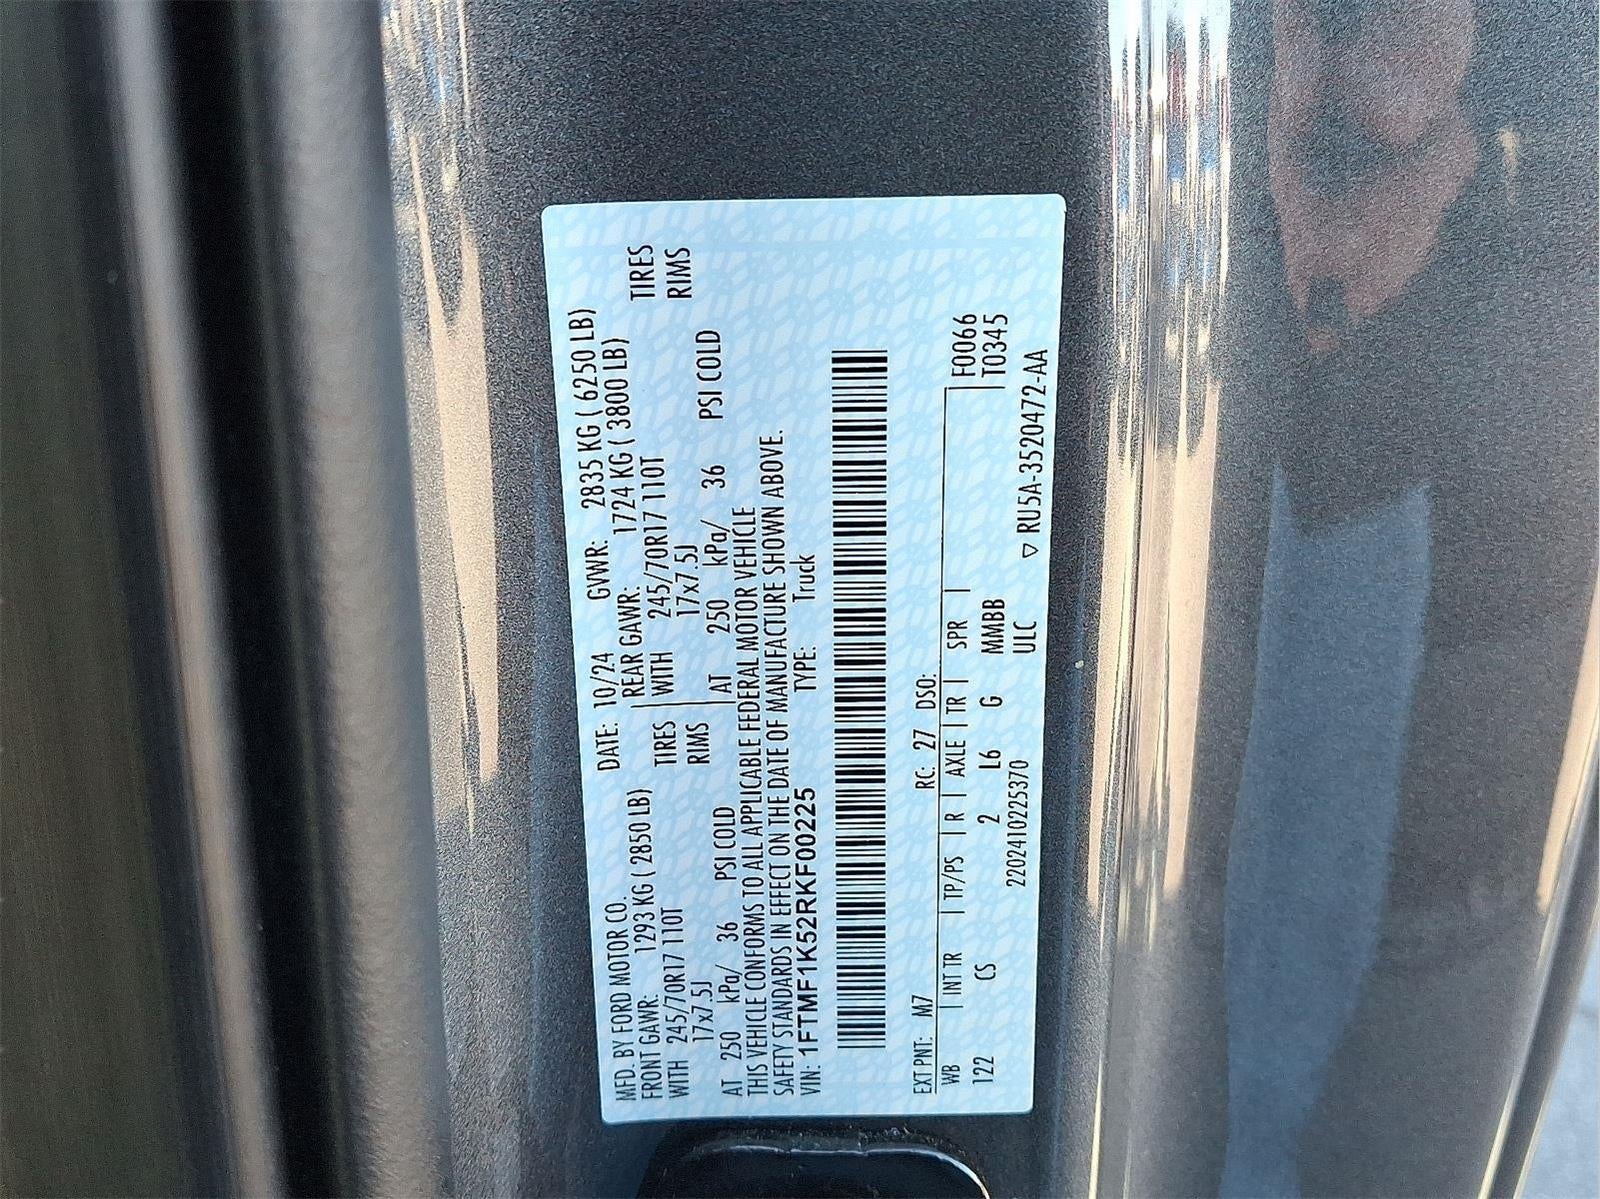 MFD. BY FORD MOTOR CO. DATE: 10/24 GVWR: 2835 KG ( 6250 LB)
FRONT GAWR: 1293 KG ( 2850 LB) REAR GAWR: 1724 KG ( 3800 LB)
WITH 245/70R17 110T TIRES WITH 245/70R17 110T TIRES
17x7.5J RIMS 17x7.5J RIMS
AT 250 kPa/ 36 PSI COLD AT 250 kPa/ 36 PSI COLD
THIS VEHICLE CONFORMS TO ALL APPLICABLE FEDERAL MOTOR VEHICLE
SAFETY STANDARDS IN EFFECT ON THE DATE OF MANUFACTURE SHOWN ABOVE.
VIN: 1FTMF1K52RKF00225 TYPE: Truck
EXT PNT: M7 RC: 27 DSO:
WB | INT TR | TP/PS | R | AXLE | TR | SPR | F0066
122 CS 2 L6 G MMBB T0345
220241025370 ULC ▽ RU5A-3520472-AA